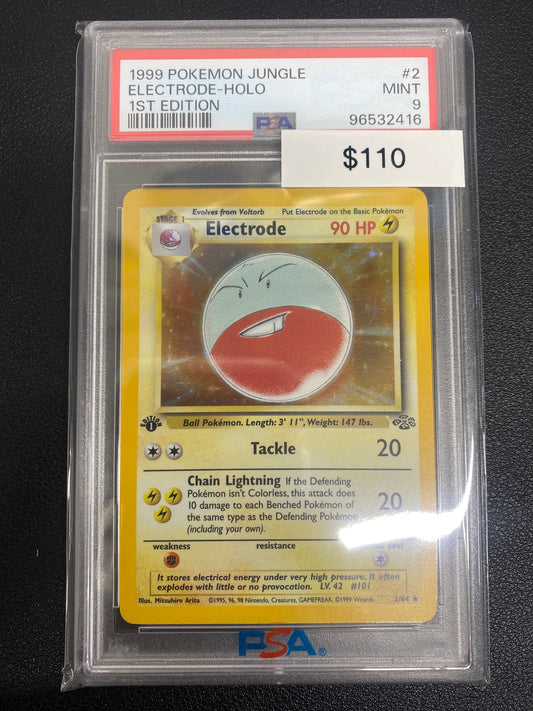 1999 POKEMON JUNGLE #2
ELECTRODE-HOLO MINT
1ST EDITION 9
PSA 96532416
$110
STAGE 1 Evolves from Voltorb Put Electrode on the Basic Pokémon
Electrode 90 HP
Ball Pokémon. Length: 3' 11", Weight: 147 lbs.
EDITION
1
Tackle 20
Chain Lightning If the Defending
Pokémon isn't Colorless, this attack does
10 damage to each Benched Pokémon of
the same type as the Defending Pokémon
(including your own).
20
weakness resistance retreat cost
It stores electrical energy under very high pressure. It often
explodes with little or no provocation. LV. 42 #101
Illus. Mitsuhiro Arita ©1995, 96, 98 Nintendo, Creatures, GAMEFREAK. ©1999 Wizards. 2/64 ★
PSA®